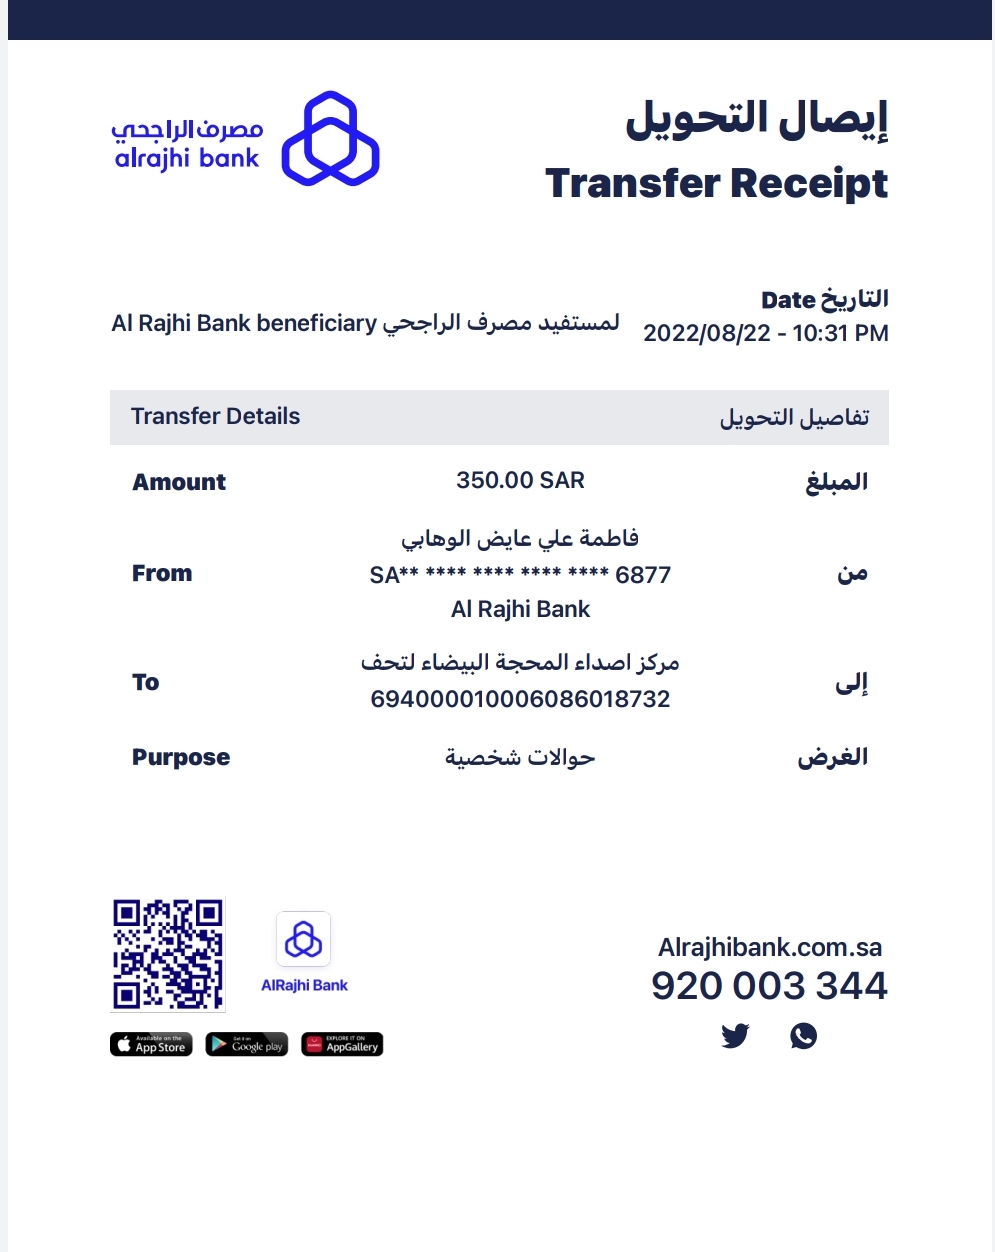 إيصال التحويل
مصرف الراجحي
alrajhi bank
Transfer Receipt
التاريخ Date
لمستفيد مصرف الراجحي Al Rajhi Bank beneficiary
2022/08/22 - 10:31 PM
Transfer Details تفاصيل التحويل
Amount 350.00 SAR المبلغ
فاطمة علي عايض الوهابي
From SA** **** **** **** **** 6877 من
Al Rajhi Bank
مركز اصداء المحجة البيضاء لتحف
To إلى
694000010006086018732
Purpose حوالات شخصية الغرض
Alrajhibank.com.sa
AlRajhi Bank
920 003 344
Available on the
App Store
Get it on
Google play
EXPLORE IT ON
AppGallery